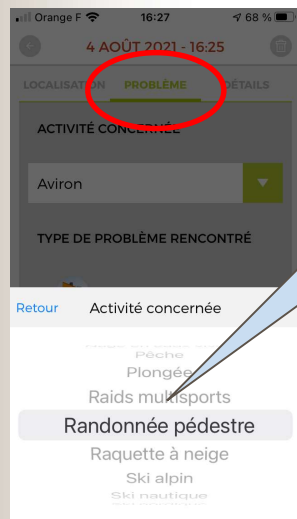 Orange F 16:27 68 %
4 AOÛT 2021 - 16:25
LOCALISATION PROBLÈME DÉTAILS
ACTIVITÉ CONCERNÉE
Aviron
TYPE DE PROBLÈME RENCONTRÉ
Retour Activité concernée
Pêche
Plongée
Raids multisports
Randonnée pédestre
Raquette à neige
Ski alpin
Ski nautique